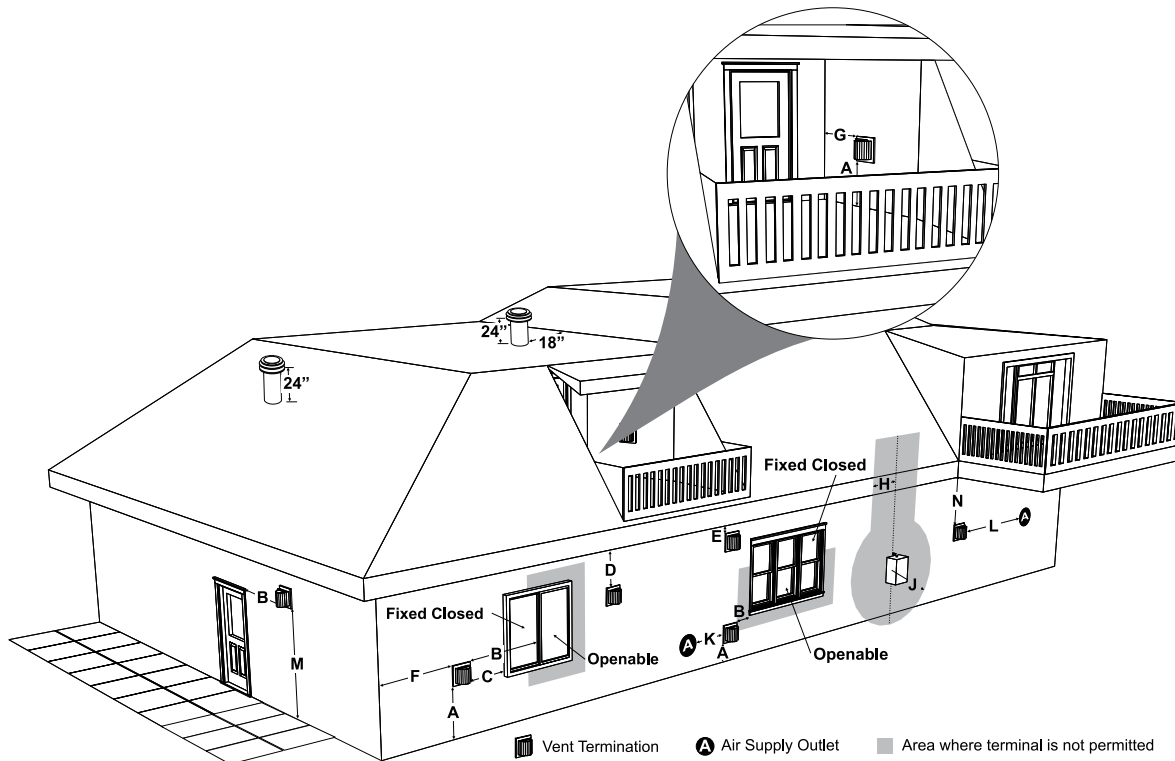 G
A
24”
18”
24”
Fixed Closed
H
N
E
L
A
D
B
Fixed Closed
J.
B
B
K
M
Openable
Openable
F
C
A
A
Vent Termination
A Air Supply Outlet
Area where terminal is not permitted